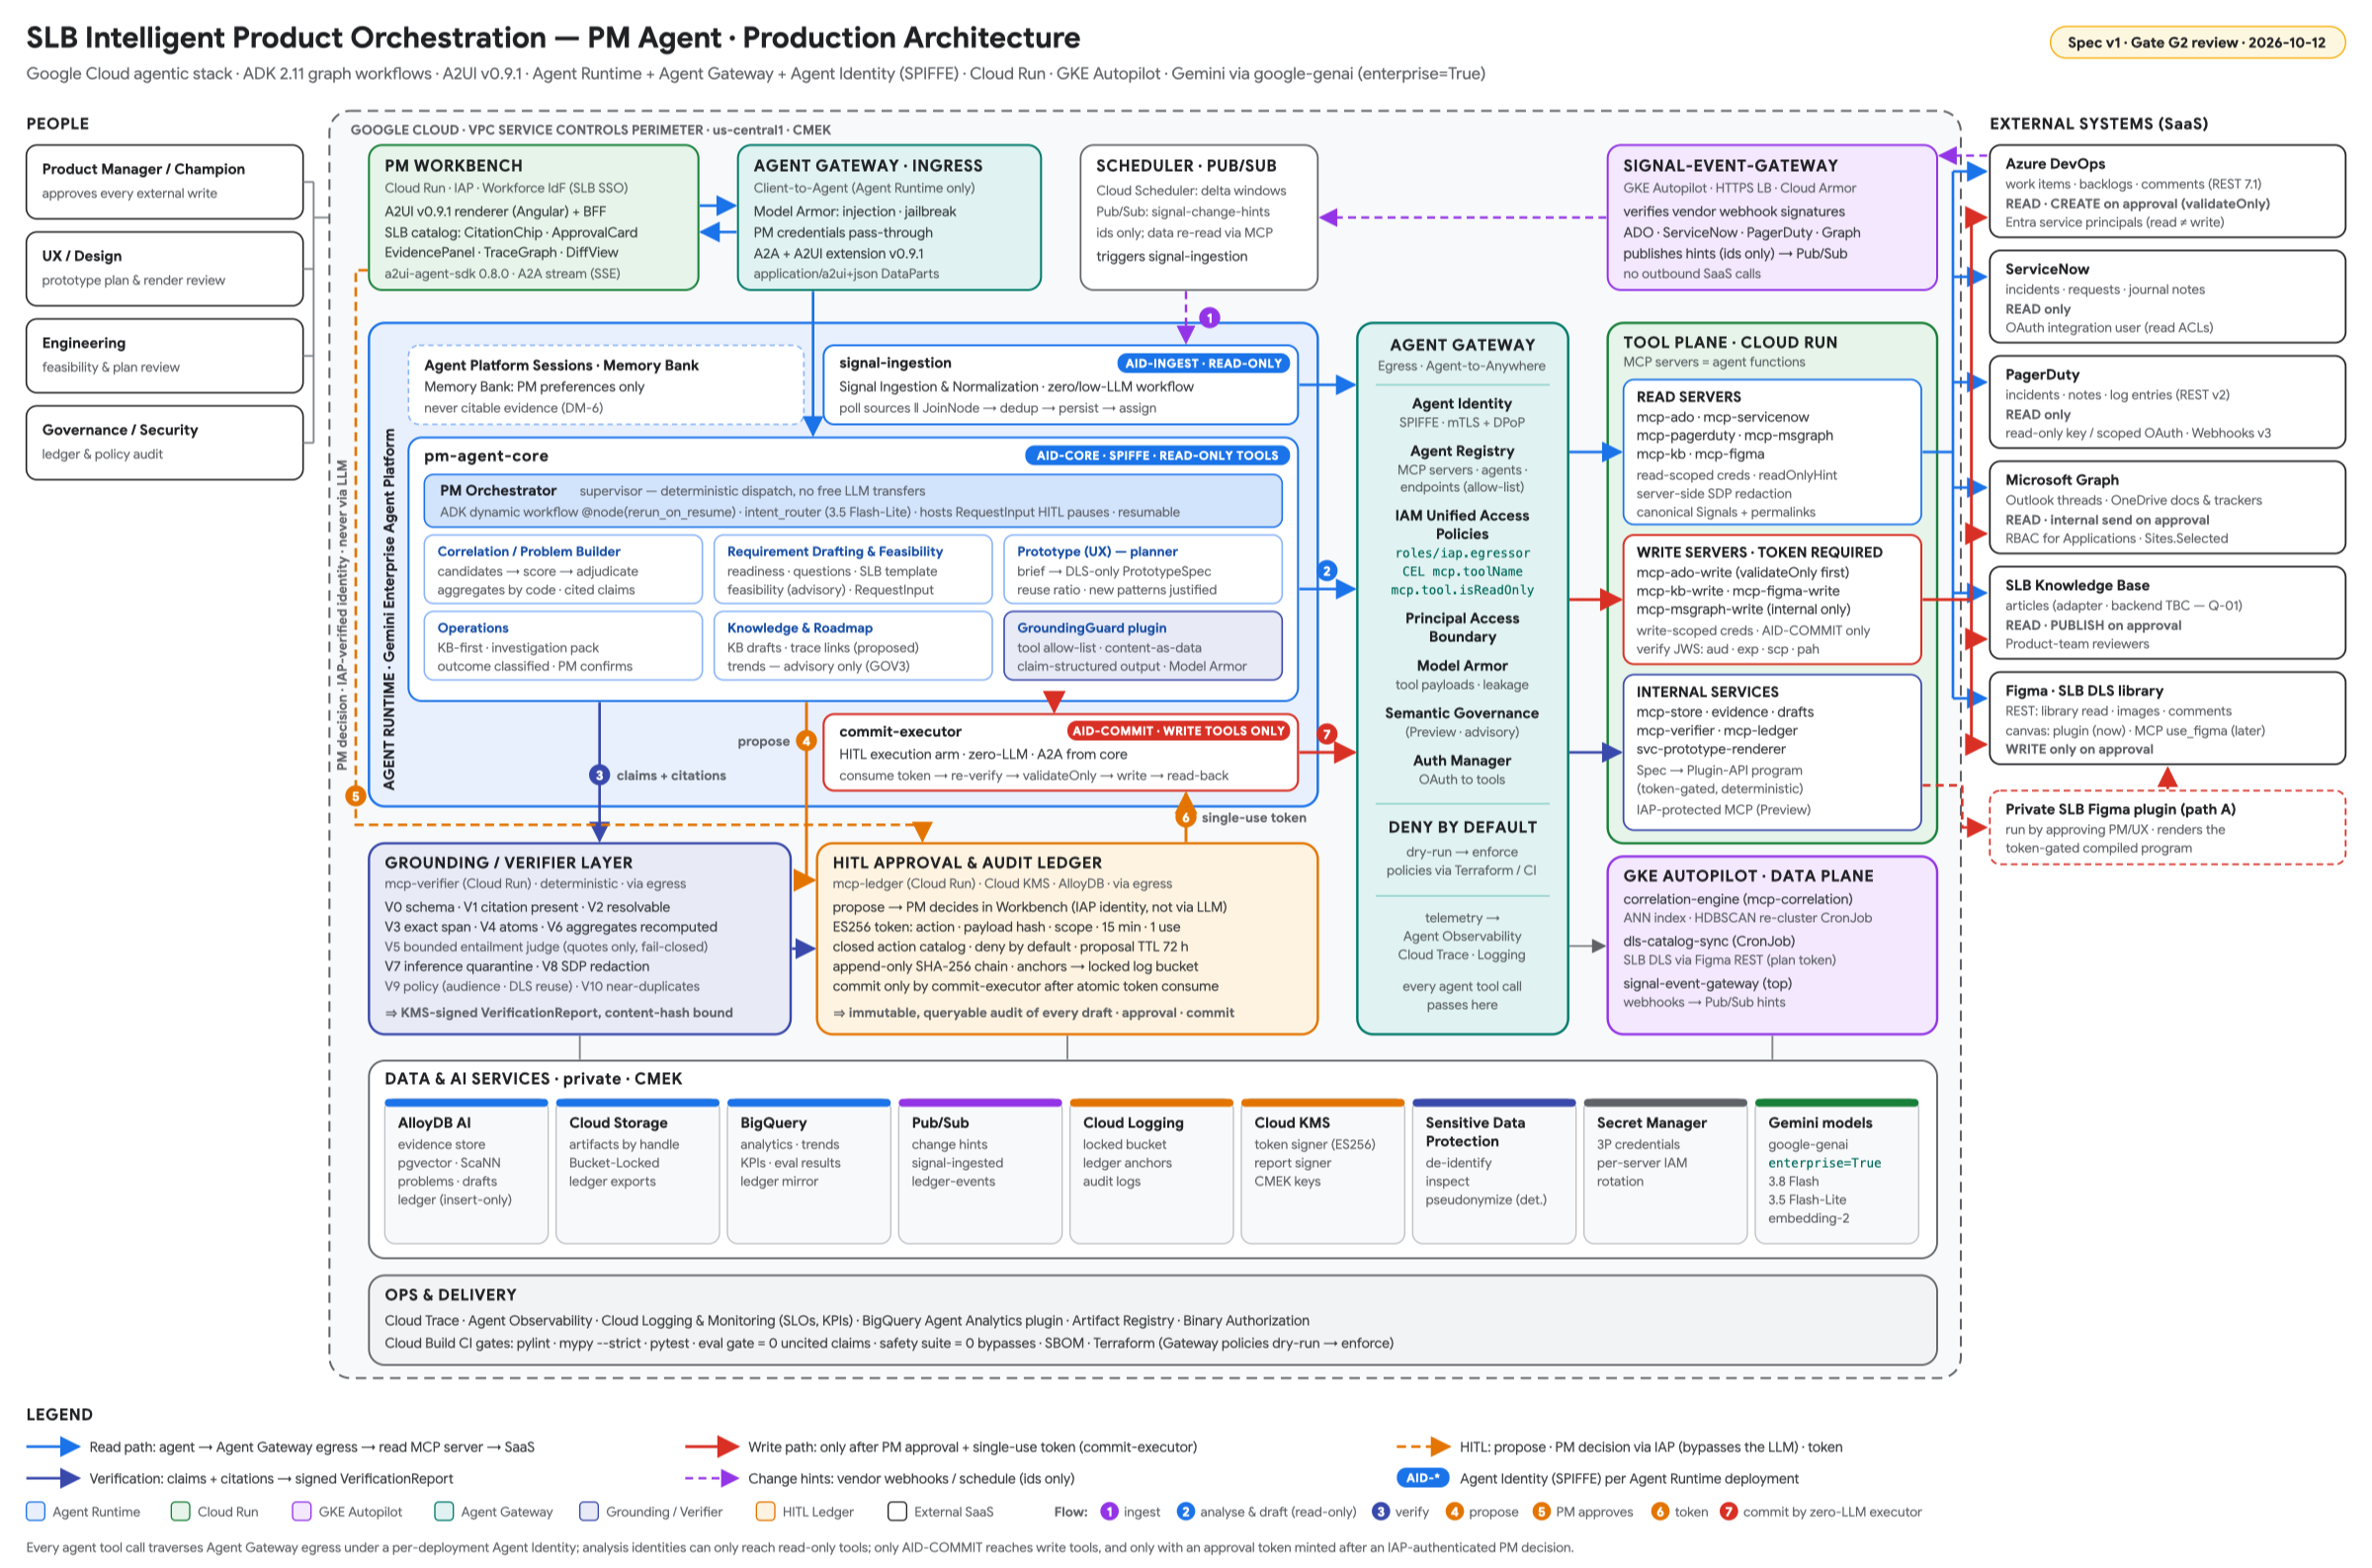 SLB Intelligent Product Orchestration — PM Agent · Production Architecture
Spec v1 · Gate G2 review · 2026-10-12
Google Cloud agentic stack · ADK 2.11 graph workflows · A2UI v0.9.1 · Agent Runtime + Agent Gateway + Agent Identity (SPIFFE) · Cloud Run · GKE Autopilot · Gemini via google-genai (enterprise=True)
PEOPLE
Product Manager / Champion
approves every external write
UX / Design
prototype plan & render review
Engineering
feasibility & plan review
Governance / Security
ledger & policy audit
GOOGLE CLOUD · VPC SERVICE CONTROLS PERIMETER · us-central1 · CMEK
PM WORKBENCH
Cloud Run · IAP · Workforce IdF (SLB SSO)
A2UI v0.9.1 renderer (Angular) + BFF
SLB catalog: CitationChip · ApprovalCard
EvidencePanel · TraceGraph · DiffView
a2ui-agent-sdk 0.8.0 · A2A stream (SSE)
AGENT GATEWAY · INGRESS
Client-to-Agent (Agent Runtime only)
Model Armor: injection · jailbreak
PM credentials pass-through
A2A + A2UI extension v0.9.1
application/a2ui+json DataParts
SCHEDULER · PUB/SUB
Cloud Scheduler: delta windows
Pub/Sub: signal-change-hints
ids only; data re-read via MCP
triggers signal-ingestion
SIGNAL-EVENT-GATEWAY
GKE Autopilot · HTTPS LB · Cloud Armor
verifies vendor webhook signatures
ADO · ServiceNow · PagerDuty · Graph
publishes hints (ids only) → Pub/Sub
no outbound SaaS calls
PM decision · IAP-verified identity · never via LLM
5
AGENT RUNTIME · Gemini Enterprise Agent Platform
Agent Platform Sessions · Memory Bank
Memory Bank: PM preferences only
never citable evidence (DM-6)
1
signal-ingestion
AID-INGEST · READ-ONLY
Signal Ingestion & Normalization · zero/low-LLM workflow
poll sources ‖ JoinNode → dedup → persist → assign
pm-agent-core
AID-CORE · SPIFFE · READ-ONLY TOOLS
PM Orchestrator supervisor — deterministic dispatch, no free LLM transfers
ADK dynamic workflow @node(rerun_on_resume) · intent_router (3.5 Flash-Lite) · hosts RequestInput HITL pauses · resumable
Correlation / Problem Builder
candidates → score → adjudicate
aggregates by code · cited claims
Requirement Drafting & Feasibility
readiness · questions · SLB template
feasibility (advisory) · RequestInput
Prototype (UX) — planner
brief → DLS-only PrototypeSpec
reuse ratio · new patterns justified
Operations
KB-first · investigation pack
outcome classified · PM confirms
Knowledge & Roadmap
KB drafts · trace links (proposed)
trends — advisory only (GOV3)
GroundingGuard plugin
tool allow-list · content-as-data
claim-structured output · Model Armor
2
3
claims + citations
propose
4
commit-executor
AID-COMMIT · WRITE TOOLS ONLY
HITL execution arm · zero-LLM · A2A from core
consume token → re-verify → validateOnly → write → read-back
7
6
single-use token
AGENT GATEWAY
Egress · Agent-to-Anywhere
Agent Identity
SPIFFE · mTLS + DPoP
Agent Registry
MCP servers · agents ·
endpoints (allow-list)
IAM Unified Access
Policies
roles/iap.egressor
CEL mcp.toolName
mcp.tool.isReadOnly
Principal Access
Boundary
Model Armor
tool payloads · leakage
Semantic Governance
(Preview · advisory)
Auth Manager
OAuth to tools
DENY BY DEFAULT
dry-run → enforce
policies via Terraform / CI
telemetry →
Agent Observability
Cloud Trace · Logging
every agent tool call
passes here
TOOL PLANE · CLOUD RUN
MCP servers = agent functions
READ SERVERS
mcp-ado · mcp-servicenow
mcp-pagerduty · mcp-msgraph
mcp-kb · mcp-figma
read-scoped creds · readOnlyHint
server-side SDP redaction
canonical Signals + permalinks
WRITE SERVERS · TOKEN REQUIRED
mcp-ado-write (validateOnly first)
mcp-kb-write · mcp-figma-write
mcp-msgraph-write (internal only)
write-scoped creds · AID-COMMIT only
verify JWS: aud · exp · scp · pah
INTERNAL SERVICES
mcp-store · evidence · drafts
mcp-verifier · mcp-ledger
svc-prototype-renderer
Spec → Plugin-API program
(token-gated, deterministic)
IAP-protected MCP (Preview)
GROUNDING / VERIFIER LAYER
mcp-verifier (Cloud Run) · deterministic · via egress
V0 schema · V1 citation present · V2 resolvable
V3 exact span · V4 atoms · V6 aggregates recomputed
V5 bounded entailment judge (quotes only, fail-closed)
V7 inference quarantine · V8 SDP redaction
V9 policy (audience · DLS reuse) · V10 near-duplicates
⇒ KMS-signed VerificationReport, content-hash bound
HITL APPROVAL & AUDIT LEDGER
mcp-ledger (Cloud Run) · Cloud KMS · AlloyDB · via egress
propose → PM decides in Workbench (IAP identity, not via LLM)
ES256 token: action · payload hash · scope · 15 min · 1 use
closed action catalog · deny by default · proposal TTL 72 h
append-only SHA-256 chain · anchors → locked log bucket
commit only by commit-executor after atomic token consume
⇒ immutable, queryable audit of every draft · approval · commit
GKE AUTOPILOT · DATA PLANE
correlation-engine (mcp-correlation)
ANN index · HDBSCAN re-cluster CronJob
dls-catalog-sync (CronJob)
SLB DLS via Figma REST (plan token)
signal-event-gateway (top)
webhooks → Pub/Sub hints
EXTERNAL SYSTEMS (SaaS)
Azure DevOps
work items · backlogs · comments (REST 7.1)
READ · CREATE on approval (validateOnly)
Entra service principals (read ≠ write)
ServiceNow
incidents · requests · journal notes
READ only
OAuth integration user (read ACLs)
PagerDuty
incidents · notes · log entries (REST v2)
READ only
read-only key / scoped OAuth · Webhooks v3
Microsoft Graph
Outlook threads · OneDrive docs & trackers
READ · internal send on approval
RBAC for Applications · Sites.Selected
SLB Knowledge Base
articles (adapter · backend TBC — Q-01)
READ · PUBLISH on approval
Product-team reviewers
Figma · SLB DLS library
REST: library read · images · comments
canvas: plugin (now) · MCP use_figma (later)
WRITE only on approval
Private SLB Figma plugin (path A)
run by approving PM/UX · renders the
token-gated compiled program
DATA & AI SERVICES · private · CMEK
AlloyDB AI
evidence store
pgvector · ScaNN
problems · drafts
ledger (insert-only)
Cloud Storage
artifacts by handle
Bucket-Locked
ledger exports
BigQuery
analytics · trends
KPIs · eval results
ledger mirror
Pub/Sub
change hints
signal-ingested
ledger-events
Cloud Logging
locked bucket
ledger anchors
audit logs
Cloud KMS
token signer (ES256)
report signer
CMEK keys
Sensitive Data
Protection
de-identify
inspect
pseudonymize (det.)
Secret Manager
3P credentials
per-server IAM
rotation
Gemini models
google-genai
enterprise=True
3.8 Flash
3.5 Flash-Lite
embedding-2
OPS & DELIVERY
Cloud Trace · Agent Observability · Cloud Logging & Monitoring (SLOs, KPIs) · BigQuery Agent Analytics plugin · Artifact Registry · Binary Authorization
Cloud Build CI gates: pylint · mypy --strict · pytest · eval gate = 0 uncited claims · safety suite = 0 bypasses · SBOM · Terraform (Gateway policies dry-run → enforce)
LEGEND
Read path: agent → Agent Gateway egress → read MCP server → SaaS
Write path: only after PM approval + single-use token (commit-executor)
HITL: propose · PM decision via IAP (bypasses the LLM) · token
Verification: claims + citations → signed VerificationReport
Change hints: vendor webhooks / schedule (ids only)
AID-* Agent Identity (SPIFFE) per Agent Runtime deployment
Agent Runtime
Cloud Run
GKE Autopilot
Agent Gateway
Grounding / Verifier
HITL Ledger
External SaaS
Flow: 1 ingest 2 analyse & draft (read-only) 3 verify 4 propose 5 PM approves 6 token 7 commit by zero-LLM executor
Every agent tool call traverses Agent Gateway egress under a per-deployment Agent Identity; analysis identities can only reach read-only tools; only AID-COMMIT reaches write tools, and only with an approval token minted after an IAP-authenticated PM decision.